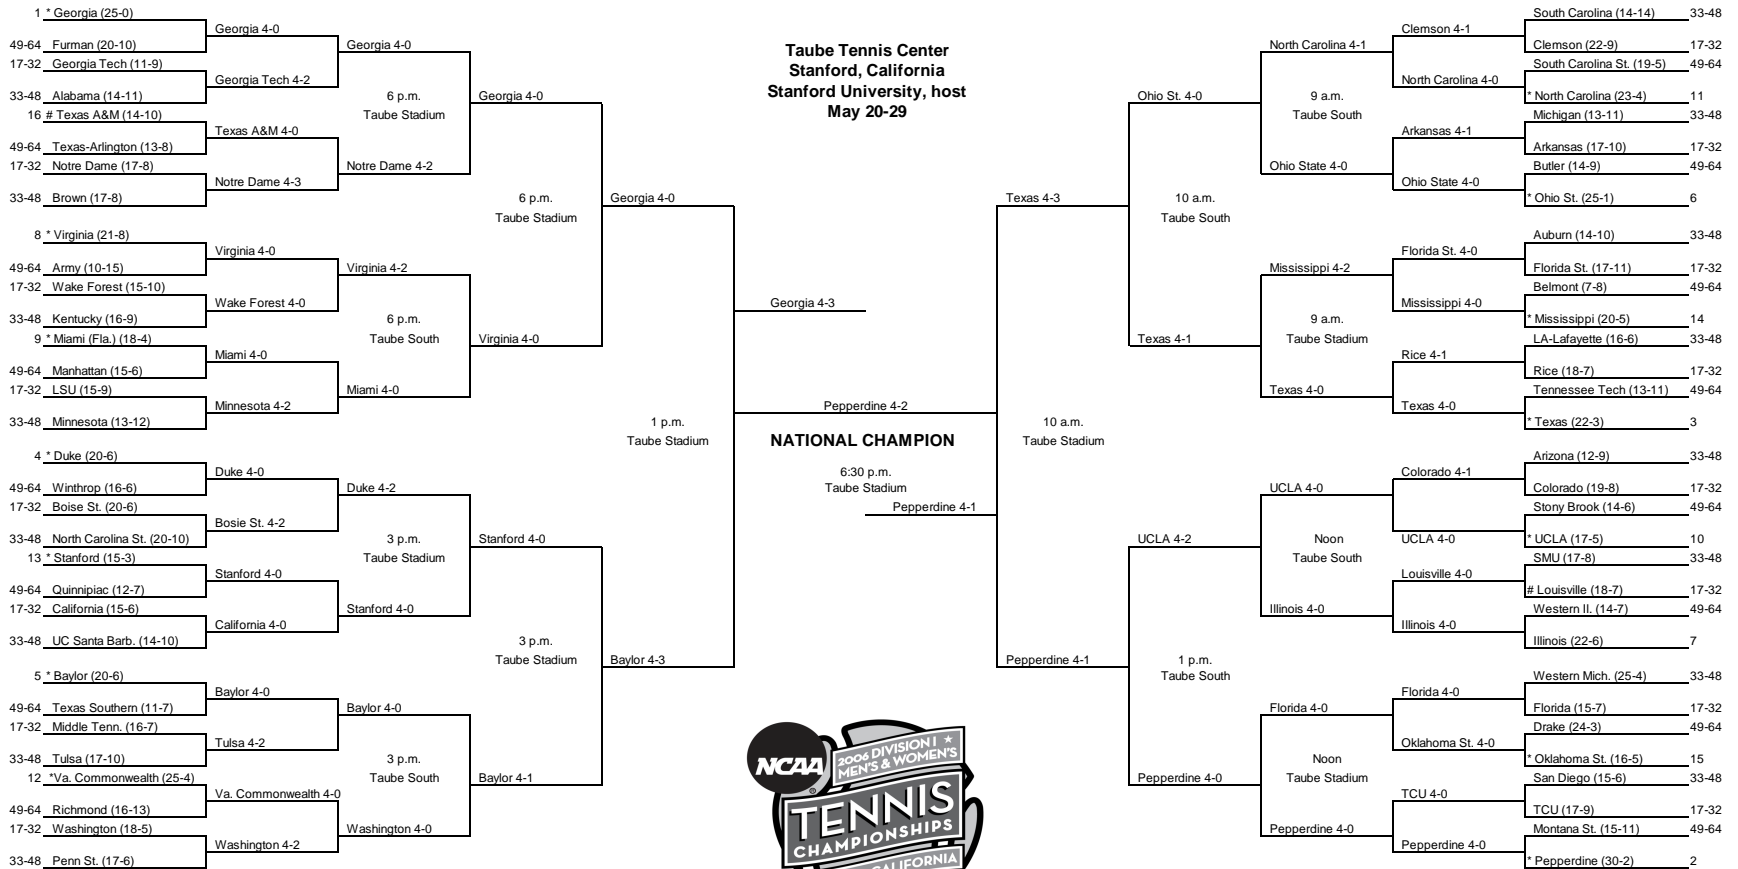 Taube Tennis Center
Stanford, California
Stanford University, host
May 20-29
1 * Georgia (25-0)
49-64 Furman (20-10)
17-32 Georgia Tech (11-9)
33-48 Alabama (14-11)
16 # Texas A&M (14-10)
49-64 Texas-Arlington (13-8)
17-32 Notre Dame (17-8)
33-48 Brown (17-8)
8 * Virginia (21-8)
49-64 Army (10-15)
17-32 Wake Forest (15-10)
33-48 Kentucky (16-9)
9 * Miami (Fla.) (18-4)
49-64 Manhattan (15-6)
17-32 LSU (15-9)
33-48 Minnesota (13-12)
4 * Duke (20-6)
49-64 Winthrop (16-6)
17-32 Boise St. (20-6)
33-48 North Carolina St. (20-10)
13 * Stanford (15-3)
49-64 Quinnipiac (12-7)
17-32 California (15-6)
33-48 UC Santa Barb. (14-10)
5 * Baylor (20-6)
49-64 Texas Southern (11-7)
17-32 Middle Tenn. (16-7)
33-48 Tulsa (17-10)
12 *Va. Commonwealth (25-4)
49-64 Richmond (16-13)
17-32 Washington (18-5)
33-48 Penn St. (17-6)
Georgia 4-0
Georgia Tech 4-2
Texas A&M 4-0
Notre Dame 4-3
Virginia 4-0
Wake Forest 4-0
Miami 4-0
Minnesota 4-2
Duke 4-0
Bosie St. 4-2
Stanford 4-0
California 4-0
Baylor 4-0
Tulsa 4-2
Va. Commonwealth 4-0
Washington 4-2
Georgia 4-0
6 p.m.
Taube Stadium
Notre Dame 4-2
Virginia 4-2
6 p.m.
Taube South
Miami 4-0
Duke 4-2
3 p.m.
Taube Stadium
Stanford 4-0
Baylor 4-0
3 p.m.
Taube South
Washington 4-0
Georgia 4-0
6 p.m.
Taube Stadium
Virginia 4-0
Stanford 4-0
3 p.m.
Taube Stadium
Baylor 4-1
Georgia 4-0
1 p.m.
Taube Stadium
Baylor 4-3
Georgia 4-3
Pepperdine 4-2
NATIONAL CHAMPION
6:30 p.m.
Taube Stadium
Pepperdine 4-1
Texas 4-3
10 a.m.
Taube Stadium
Pepperdine 4-1
Ohio St. 4-0
10 a.m.
Taube South
Texas 4-1
UCLA 4-2
1 p.m.
Taube South
Pepperdine 4-0
North Carolina 4-1
9 a.m.
Taube South
Ohio State 4-0
Mississippi 4-2
9 a.m.
Taube Stadium
Texas 4-0
UCLA 4-0
Noon
Taube South
Illinois 4-0
Florida 4-0
Noon
Taube Stadium
Pepperdine 4-0
Clemson 4-1
North Carolina 4-0
Arkansas 4-1
Ohio State 4-0
Florida St. 4-0
Mississippi 4-0
Rice 4-1
Texas 4-0
Colorado 4-1
UCLA 4-0
Louisville 4-0
Illinois 4-0
Florida 4-0
Oklahoma St. 4-0
TCU 4-0
Pepperdine 4-0
South Carolina (14-14) 33-48
Clemson (22-9) 17-32
South Carolina St. (19-5) 49-64
* North Carolina (23-4) 11
Michigan (13-11) 33-48
Arkansas (17-10) 17-32
Butler (14-9) 49-64
* Ohio St. (25-1) 6
Auburn (14-10) 33-48
Florida St. (17-11) 17-32
Belmont (7-8) 49-64
* Mississippi (20-5) 14
LA-Lafayette (16-6) 33-48
Rice (18-7) 17-32
Tennessee Tech (13-11) 49-64
* Texas (22-3) 3
Arizona (12-9) 33-48
Colorado (19-8) 17-32
Stony Brook (14-6) 49-64
* UCLA (17-5) 10
SMU (17-8) 33-48
# Louisville (18-7) 17-32
Western Il. (14-7) 49-64
Illinois (22-6) 7
Western Mich. (25-4) 33-48
Florida (15-7) 17-32
Drake (24-3) 49-64
* Oklahoma St. (16-5) 15
San Diego (15-6) 33-48
TCU (17-9) 17-32
Montana St. (15-11) 49-64
* Pepperdine (30-2) 2
NCAA
®
2006 DIVISION I
MEN'S & WOMEN'S
TENNIS
CHAMPIONSHIPS
CALIFORNIA